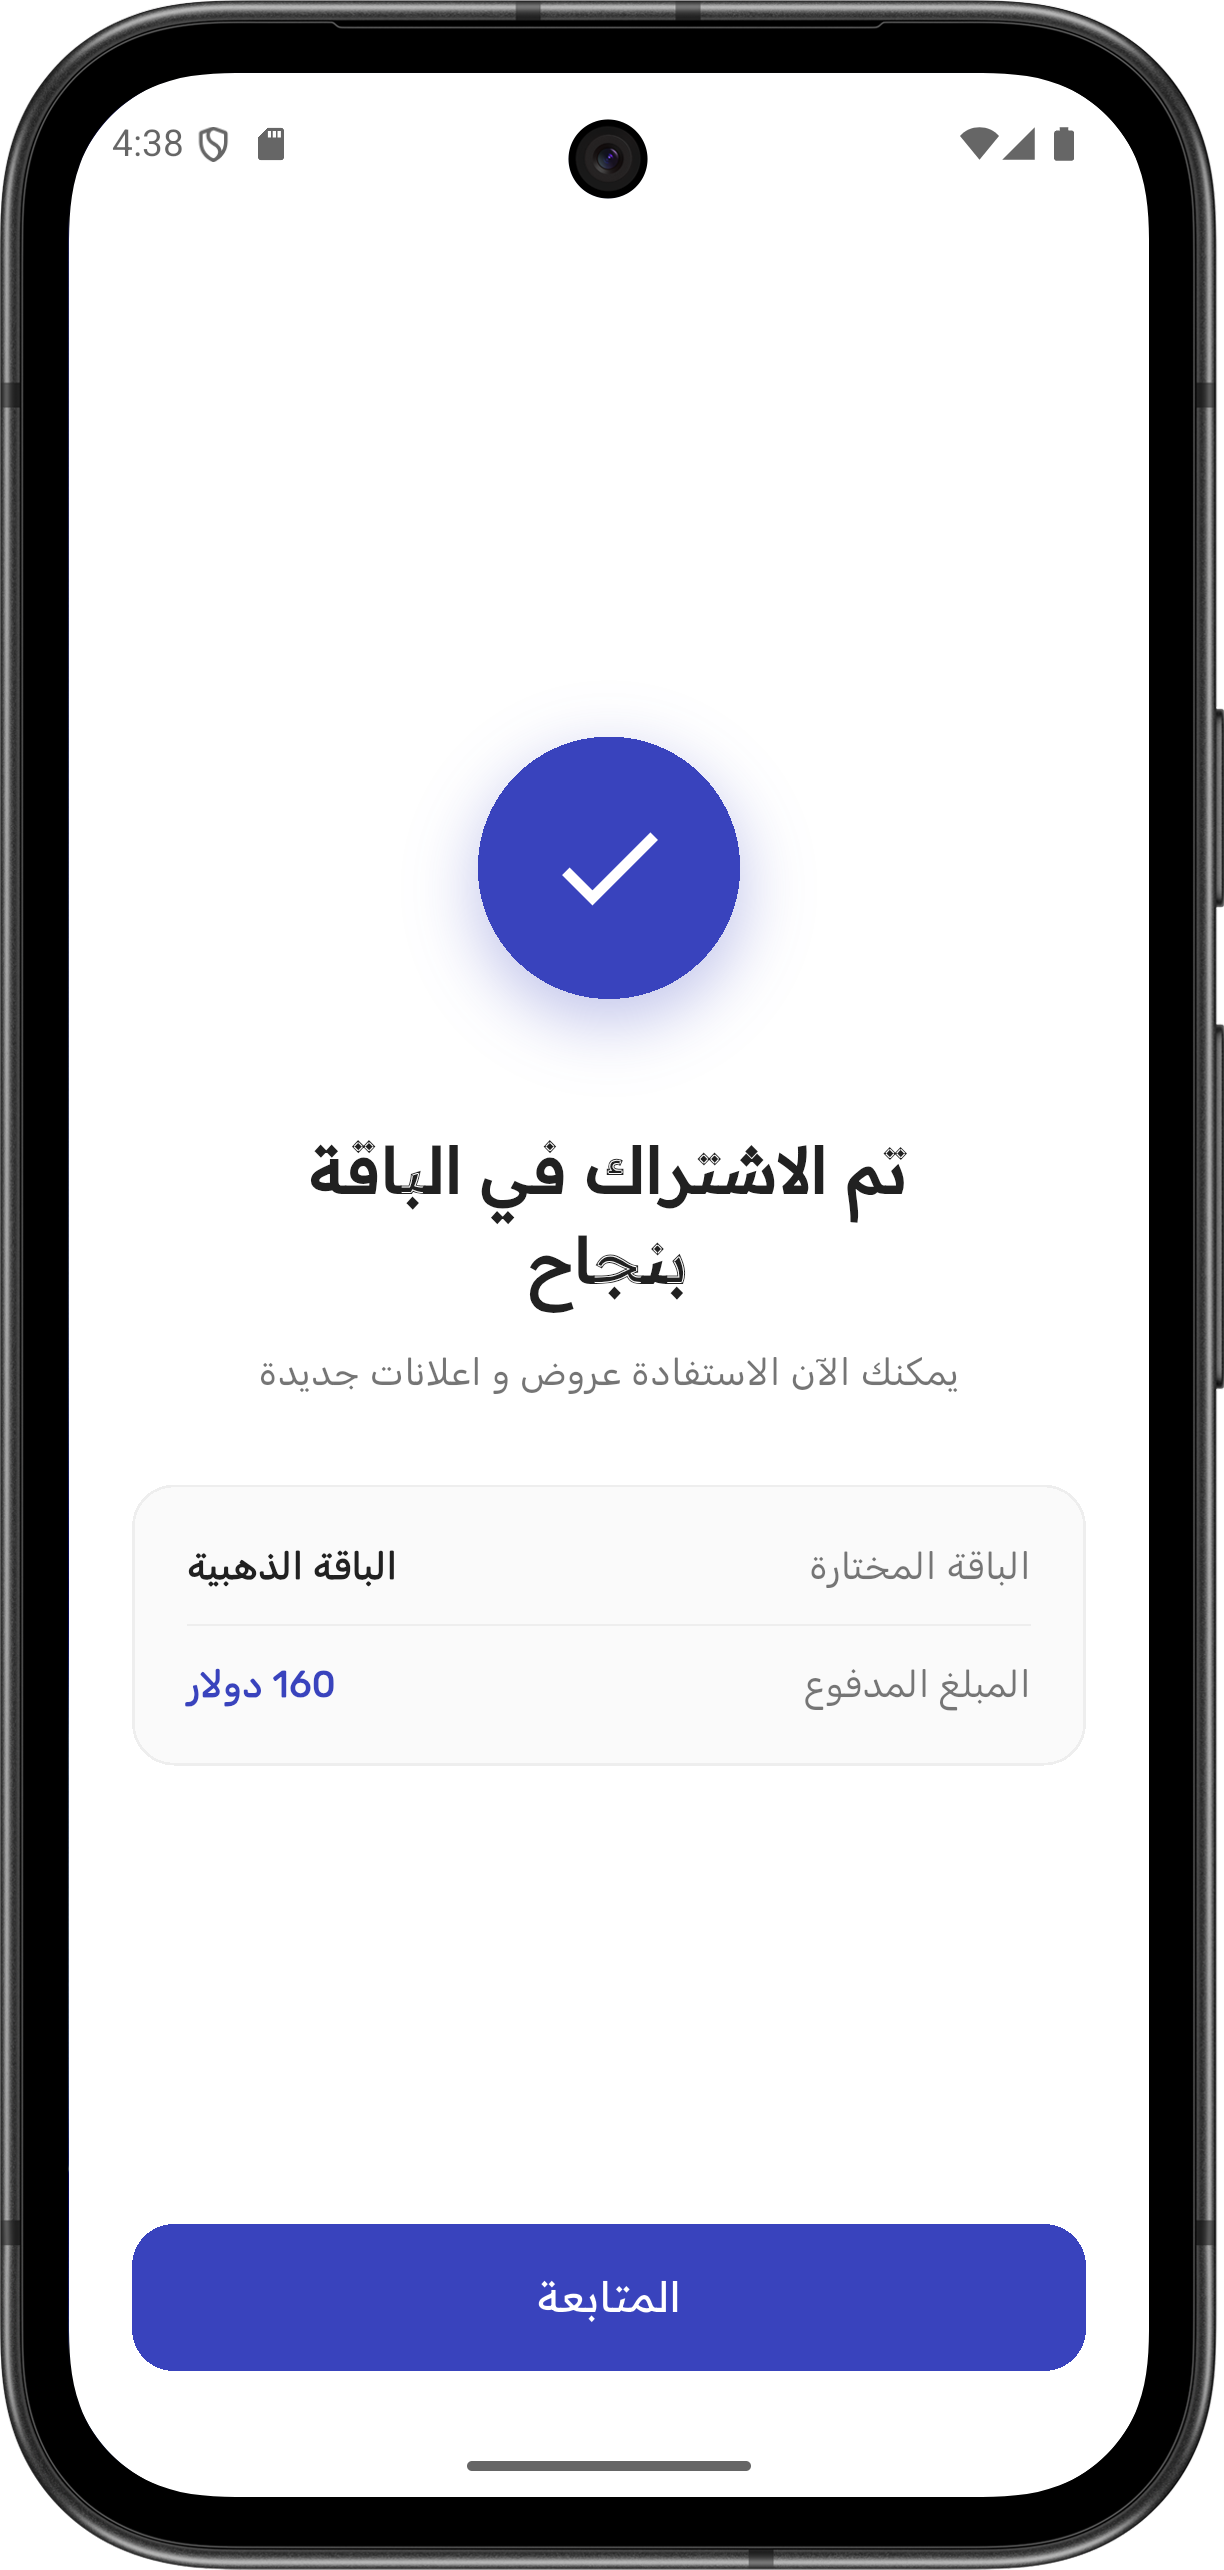 4:38
تم الاشتراك في الباقة
بنجاح
يمكنك الآن الاستفادة عروض و اعلانات جديدة
الباقة المختارة الباقة الذهبية
المبلغ المدفوع 160 دولار
المتابعة